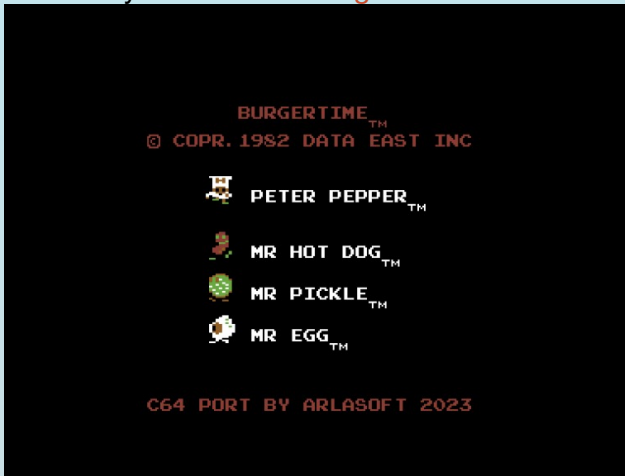 BURGERTIME™
© COPR. 1982 DATA EAST INC
PETER PEPPER™
MR HOT DOG™
MR PICKLE™
MR EGG™
C64 PORT BY ARLASOFT 2023